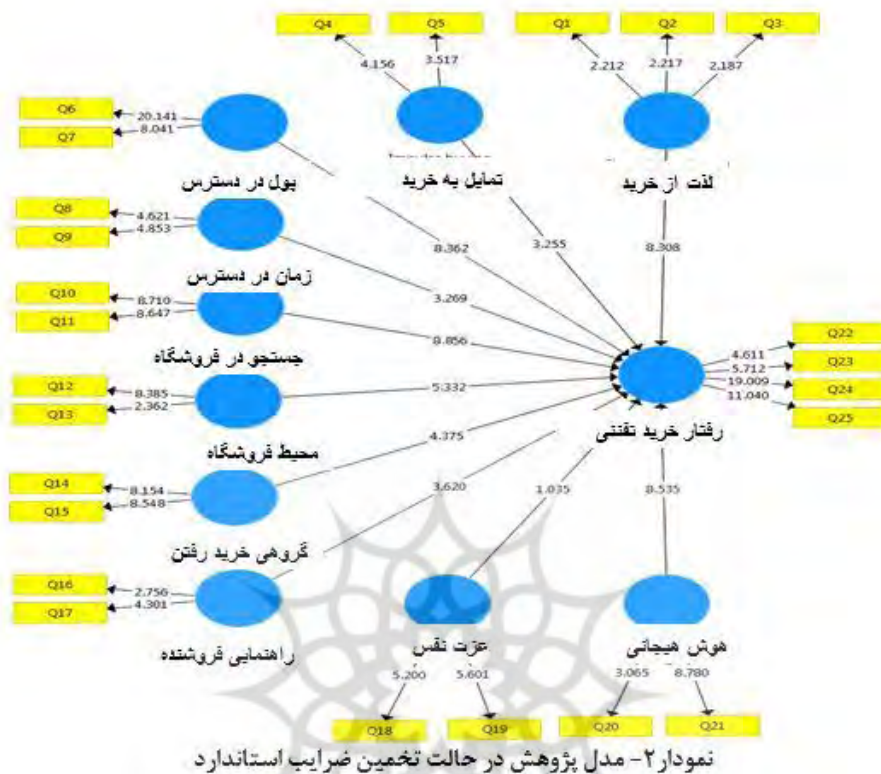 Q4 Q5 Q1 Q2 Q3
4.156 3.517 2.212 2.217 2.187
Q6 20.141
Q7 8.041
پول در دسترس
تمایل به خرید
لذت از خرید
Q8 4.621
Q9 4.853
8.362
3.255
8.308
زمان در دسترس
3.269
Q10 8.710
Q11 8.647
8.856
جستجو در فروشگاه
Q12 8.385
Q13 2.362
5.332
Q22 4.611
Q23 5.712
Q24 19.009
Q25 11.040
رفتار خرید تفننی
محیط فروشگاه
4.375
Q14 8.154
Q15 8.548
3.620
1.035
8.535
گروهی خرید رفتن
Q16 2.756
Q17 4.301
راهنمایی فروشنده
عزت نفس
هوش هیجانی
5.200 5.601 3.065 8.780
Q18 Q19 Q20 Q21
نمودار۲- مدل پژوهش در حالت تخمین ضرایب استاندارد